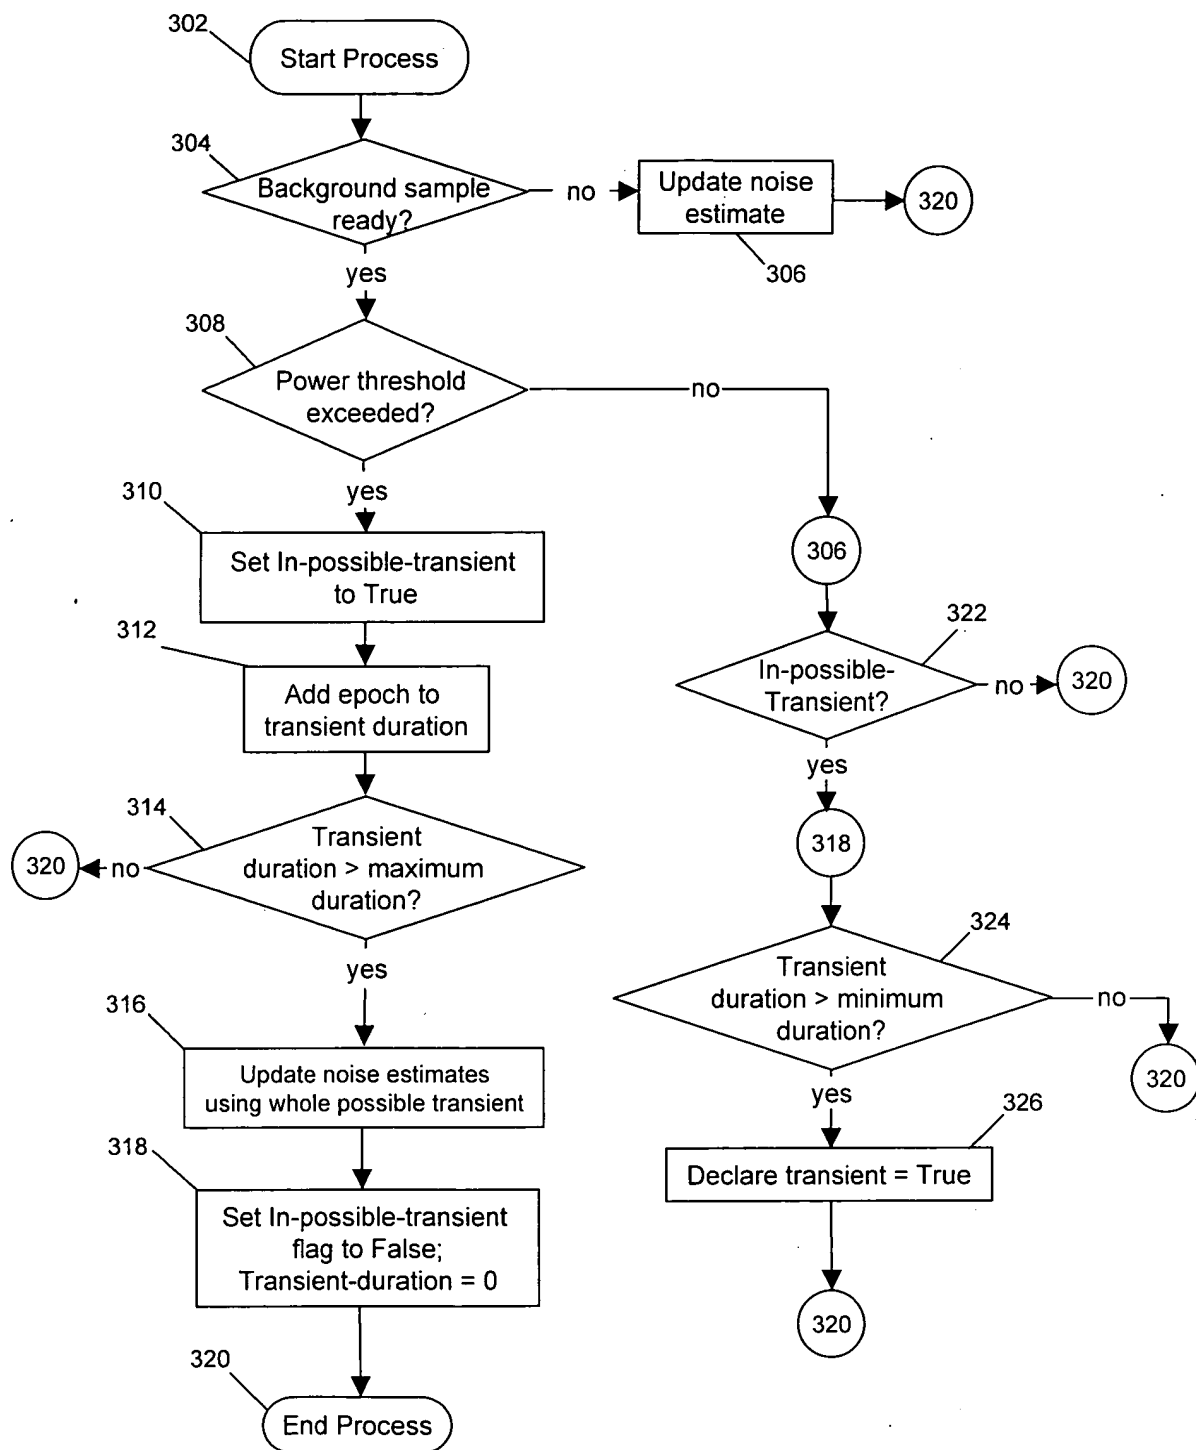 302
Start Process
304
Background sample
ready?
no
Update noise
estimate
320
306
yes
308
Power threshold
exceeded?
no
yes
310
Set In-possible-transient
to True
306
312
322
In-possible-
Transient?
no
320
Add epoch to
transient duration
yes
314
Transient
duration > maximum
duration?
no
320
318
324
Transient
duration > minimum
duration?
no
320
yes
316
Update noise estimates
using whole possible transient
yes
326
Declare transient = True
318
Set In-possible-transient
flag to False;
Transient-duration = 0
320
320
End Process